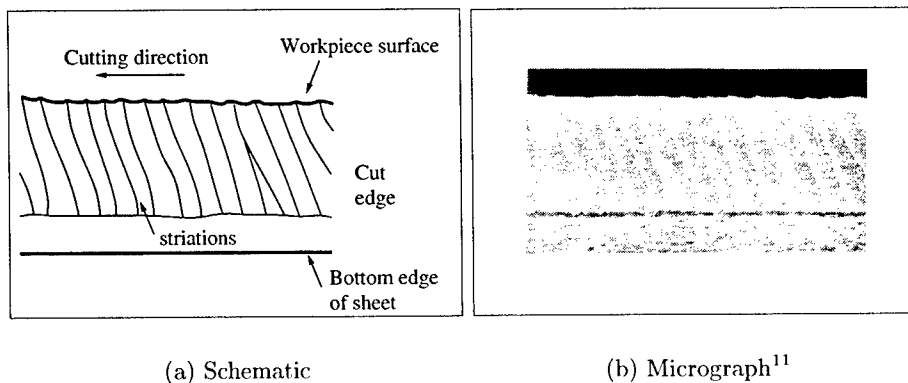 Cutting direction
Workpiece surface
Cut
edge
striations
Bottom edge
of sheet
(a) Schematic
(b) Micrograph¹¹